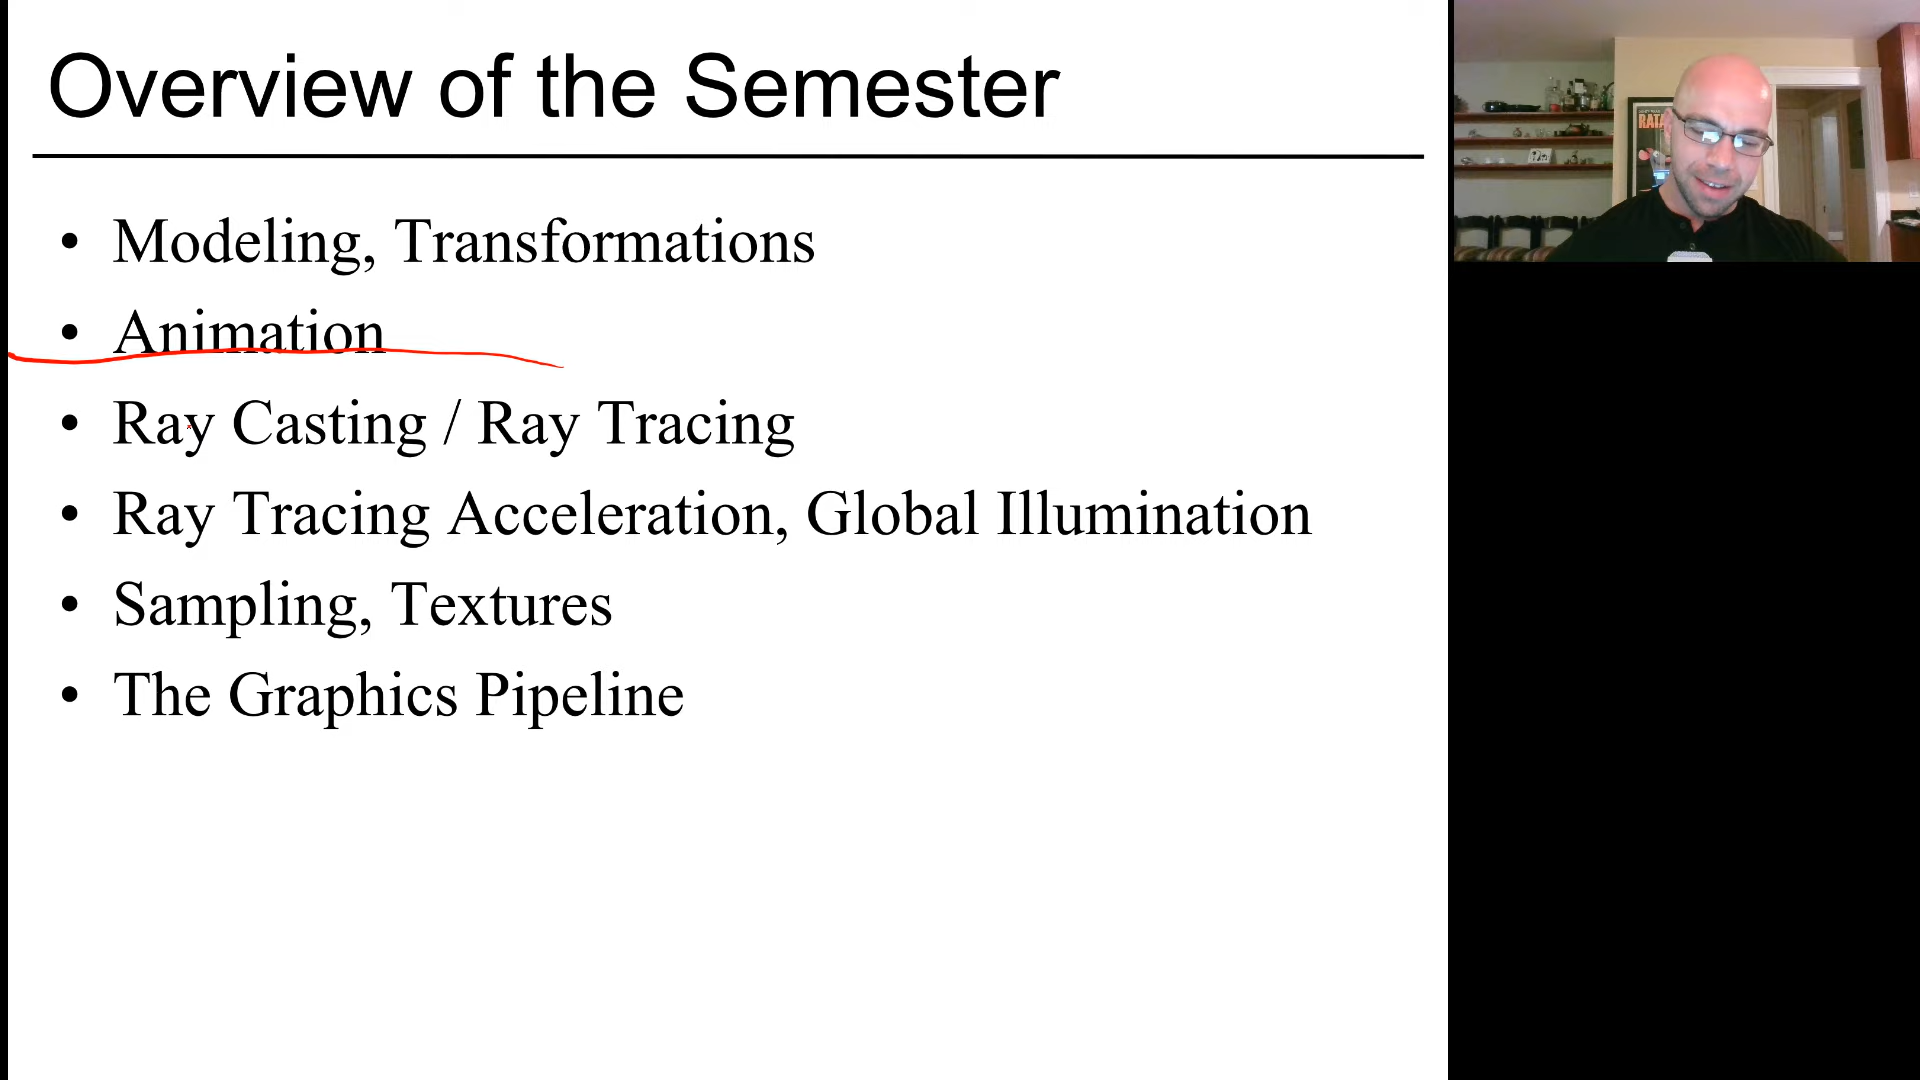 Overview of the Semester
• Modeling, Transformations
• Animation
• Ray Casting / Ray Tracing
• Ray Tracing Acceleration, Global Illumination
• Sampling, Textures
• The Graphics Pipeline
RATA